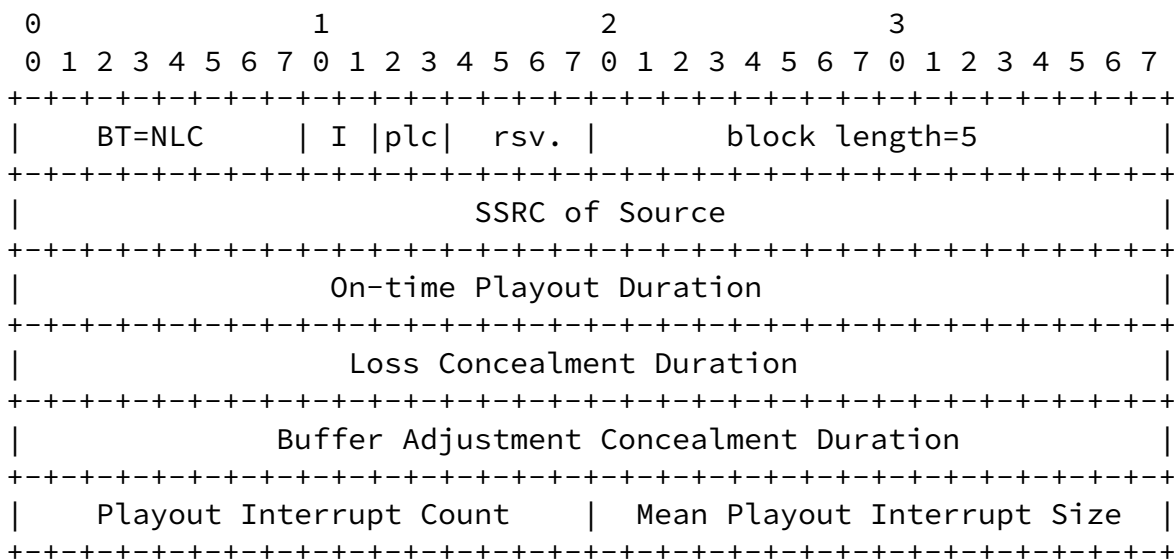 0 1 2 3
0 1 2 3 4 5 6 7 0 1 2 3 4 5 6 7 0 1 2 3 4 5 6 7 0 1 2 3 4 5 6 7
+-+-+-+-+-+-+-+-+-+-+-+-+-+-+-+-+-+-+-+-+-+-+-+-+-+-+-+-+-+-+-+-+
| BT=NLC | I |plc| rsv. | block length=5 |
+-+-+-+-+-+-+-+-+-+-+-+-+-+-+-+-+-+-+-+-+-+-+-+-+-+-+-+-+-+-+-+-+
| SSRC of Source |
+-+-+-+-+-+-+-+-+-+-+-+-+-+-+-+-+-+-+-+-+-+-+-+-+-+-+-+-+-+-+-+-+
| On-time Playout Duration |
+-+-+-+-+-+-+-+-+-+-+-+-+-+-+-+-+-+-+-+-+-+-+-+-+-+-+-+-+-+-+-+-+
| Loss Concealment Duration |
+-+-+-+-+-+-+-+-+-+-+-+-+-+-+-+-+-+-+-+-+-+-+-+-+-+-+-+-+-+-+-+-+
| Buffer Adjustment Concealment Duration |
+-+-+-+-+-+-+-+-+-+-+-+-+-+-+-+-+-+-+-+-+-+-+-+-+-+-+-+-+-+-+-+-+
| Playout Interrupt Count | Mean Playout Interrupt Size |
+-+-+-+-+-+-+-+-+-+-+-+-+-+-+-+-+-+-+-+-+-+-+-+-+-+-+-+-+-+-+-+-+